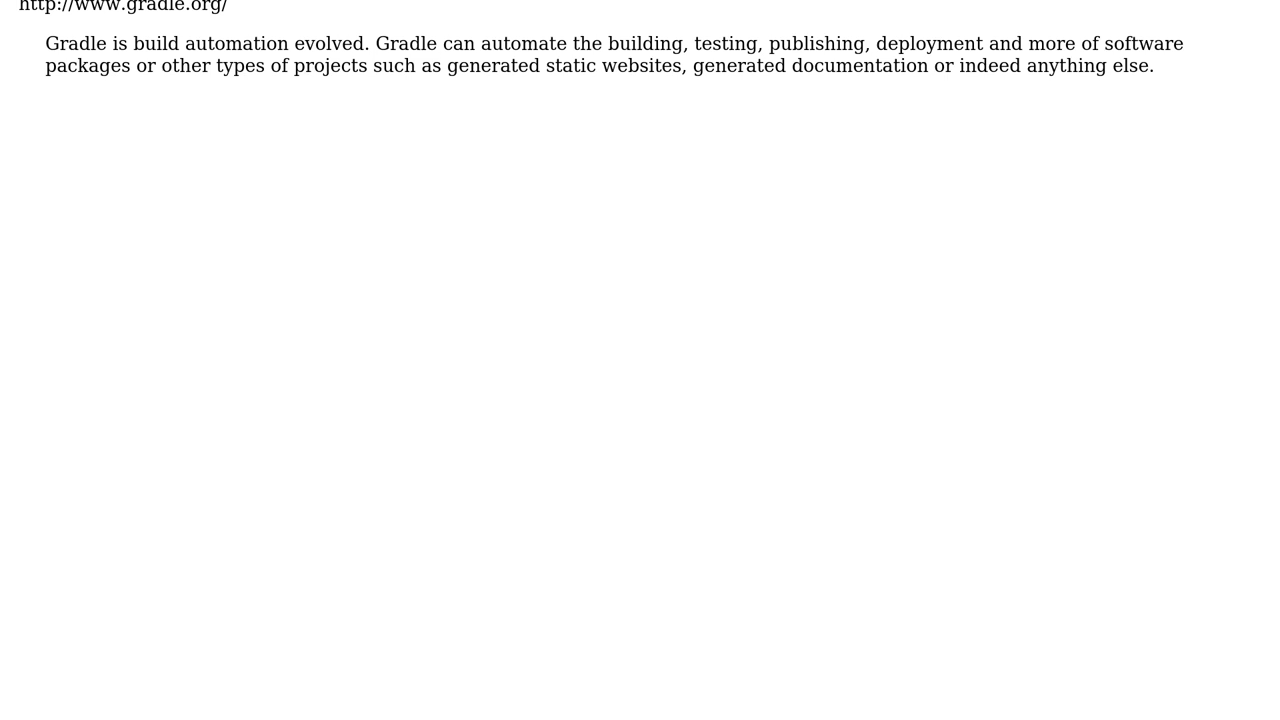 http://www.gradle.org/
Gradle is build automation evolved. Gradle can automate the building, testing, publishing, deployment and more of software
packages or other types of projects such as generated static websites, generated documentation or indeed anything else.